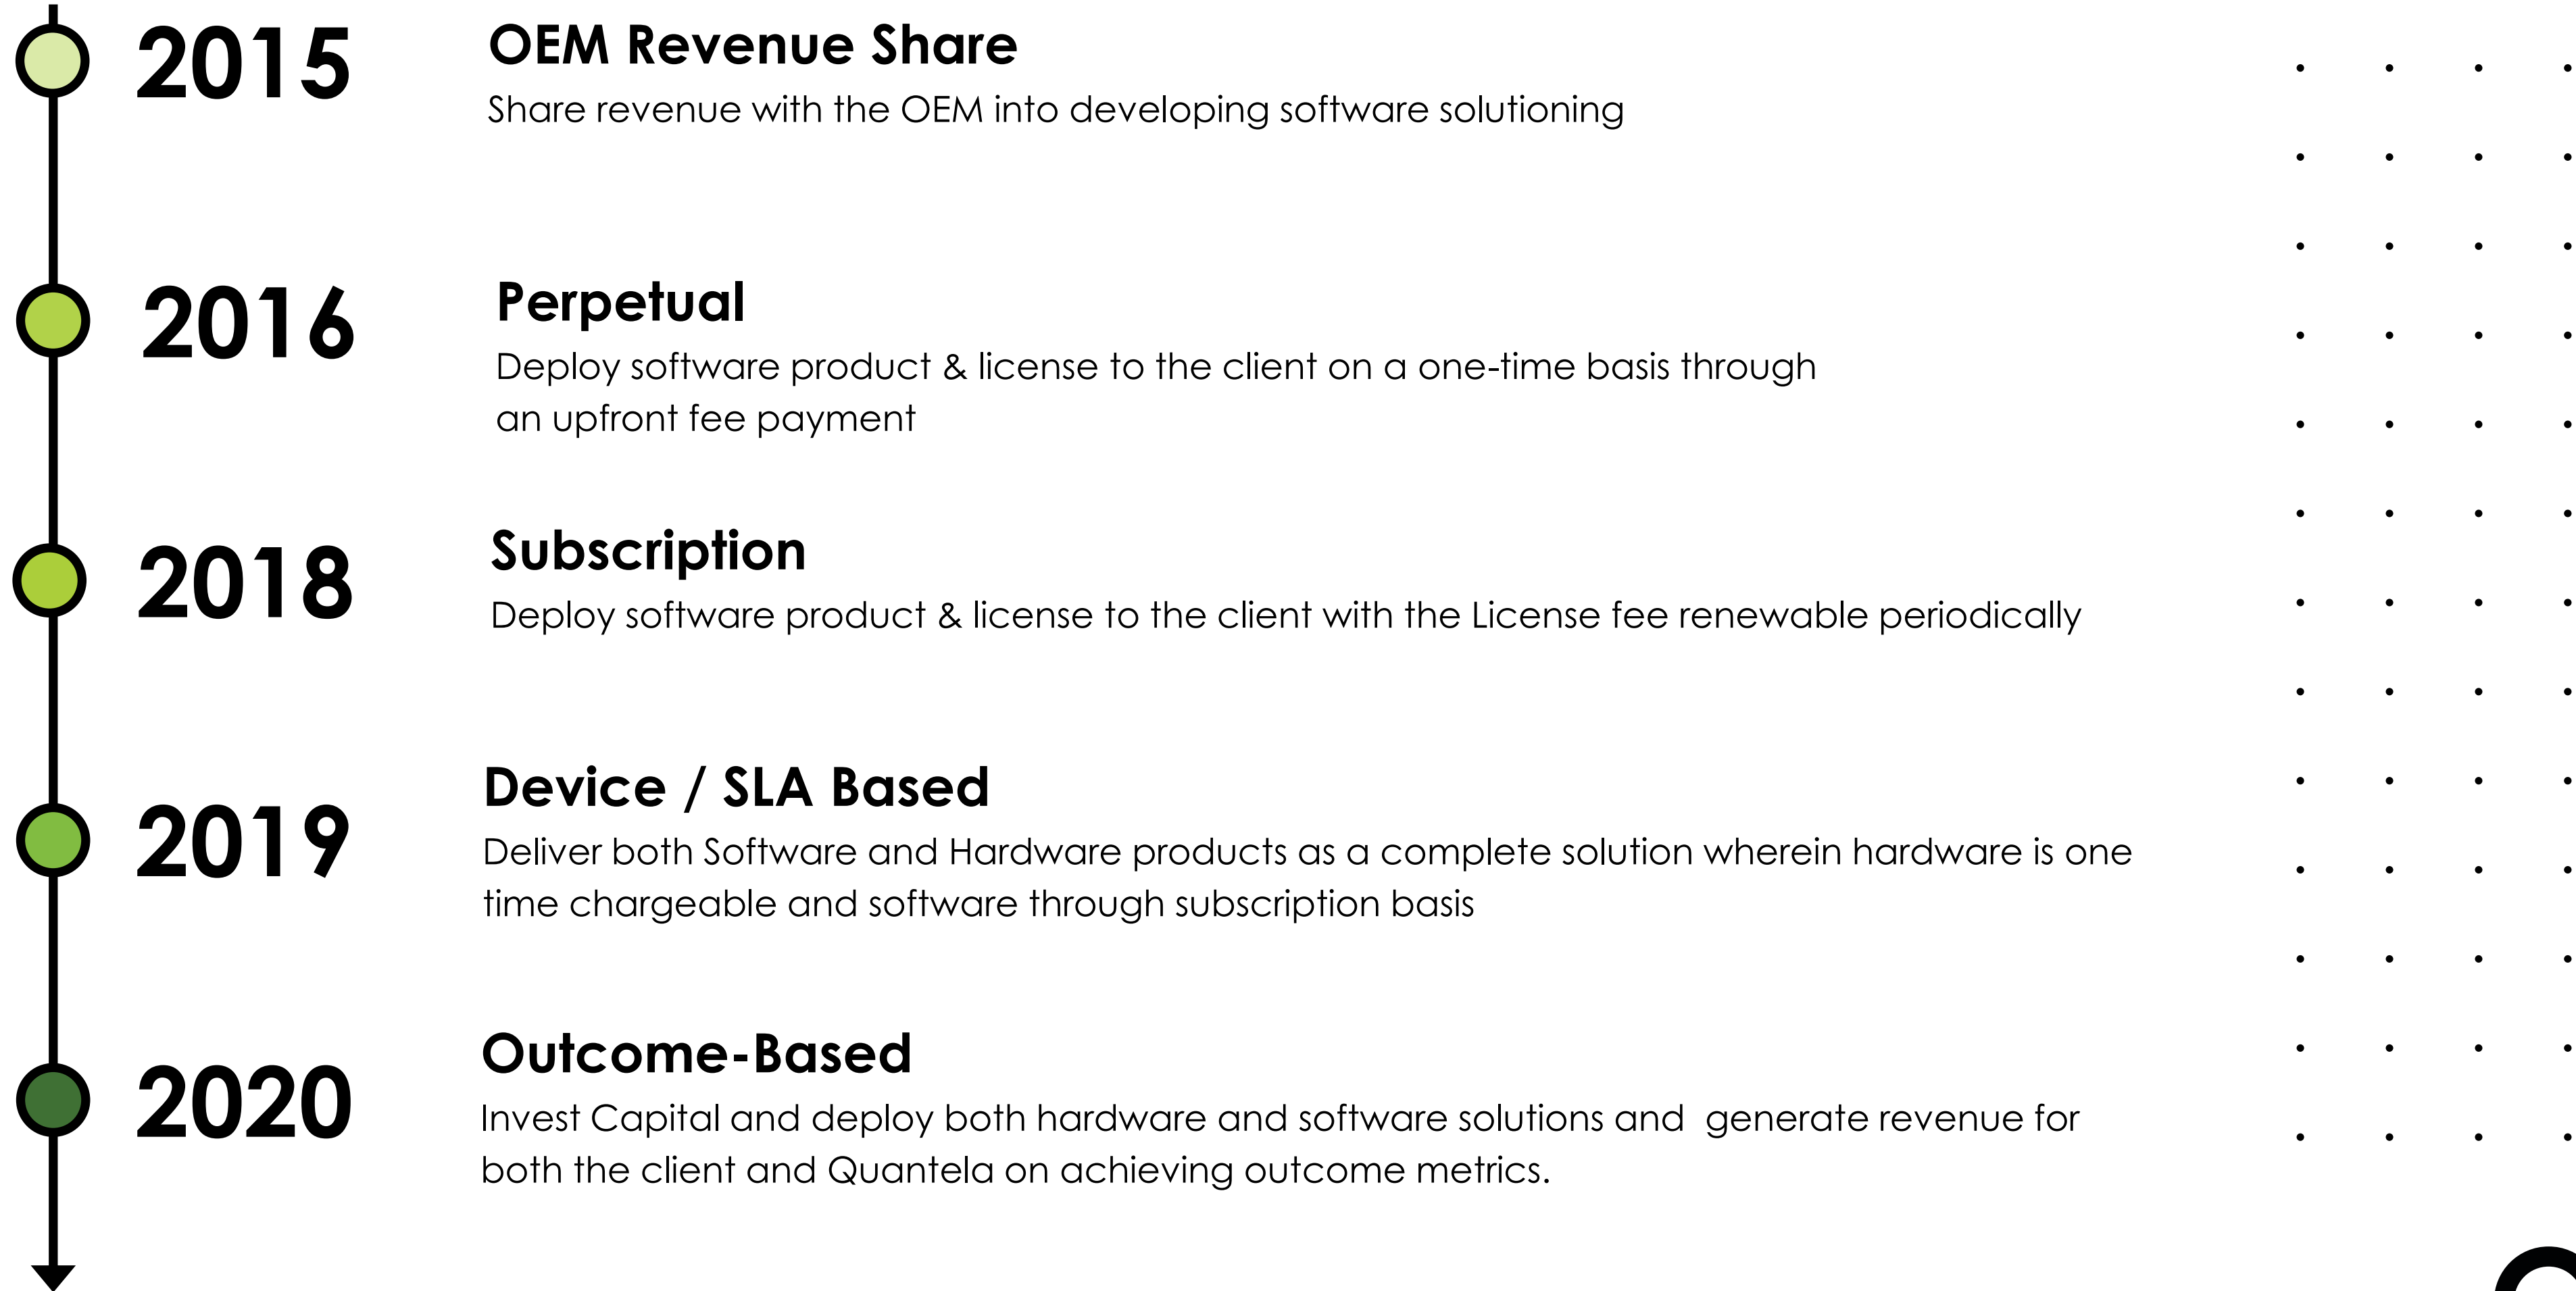 2015
OEM Revenue Share
Share revenue with the OEM into developing software solutioning
2016
Perpetual
Deploy software product & license to the client on a one-time basis through
an upfront fee payment
2018
Subscription
Deploy software product & license to the client with the License fee renewable periodically
2019
Device / SLA Based
Deliver both Software and Hardware products as a complete solution wherein hardware is one
time chargeable and software through subscription basis
2020
Outcome-Based
Invest Capital and deploy both hardware and software solutions and  generate revenue for
both the client and Quantela on achieving outcome metrics.